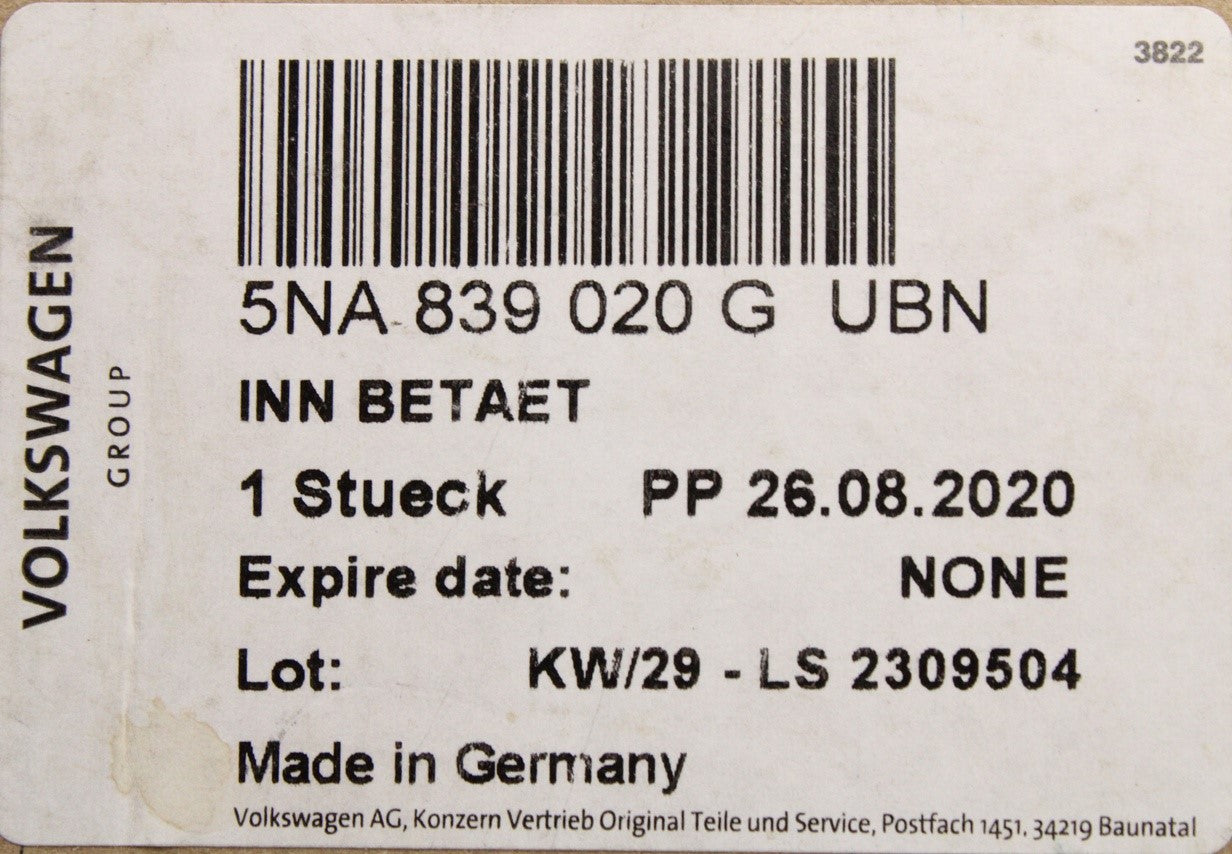 3822
5NA 839 020 G UBN
INN BETAET
1 Stueck PP 26.08.2020
Expire date: NONE
Lot: KW/29 - LS 2309504
Made in Germany
Volkswagen AG, Konzern Vertrieb Original Teile und Service, Postfach 1451, 34219 Baunatal
VOLKSWAGEN
GROUP